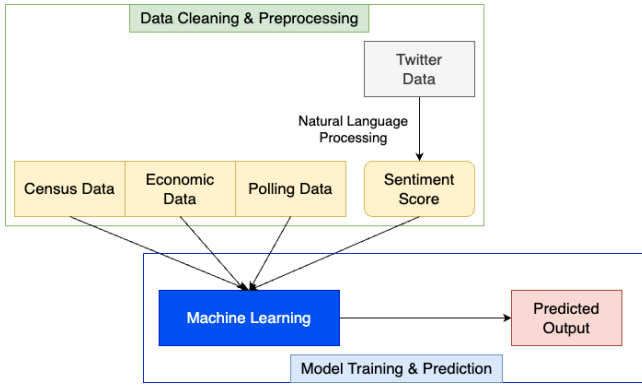 Data Cleaning & Preprocessing
Twitter
Data
Natural Language
Processing
Census Data
Economic
Data
Polling Data
Sentiment
Score
Machine Learning
Predicted
Output
Model Training & Prediction